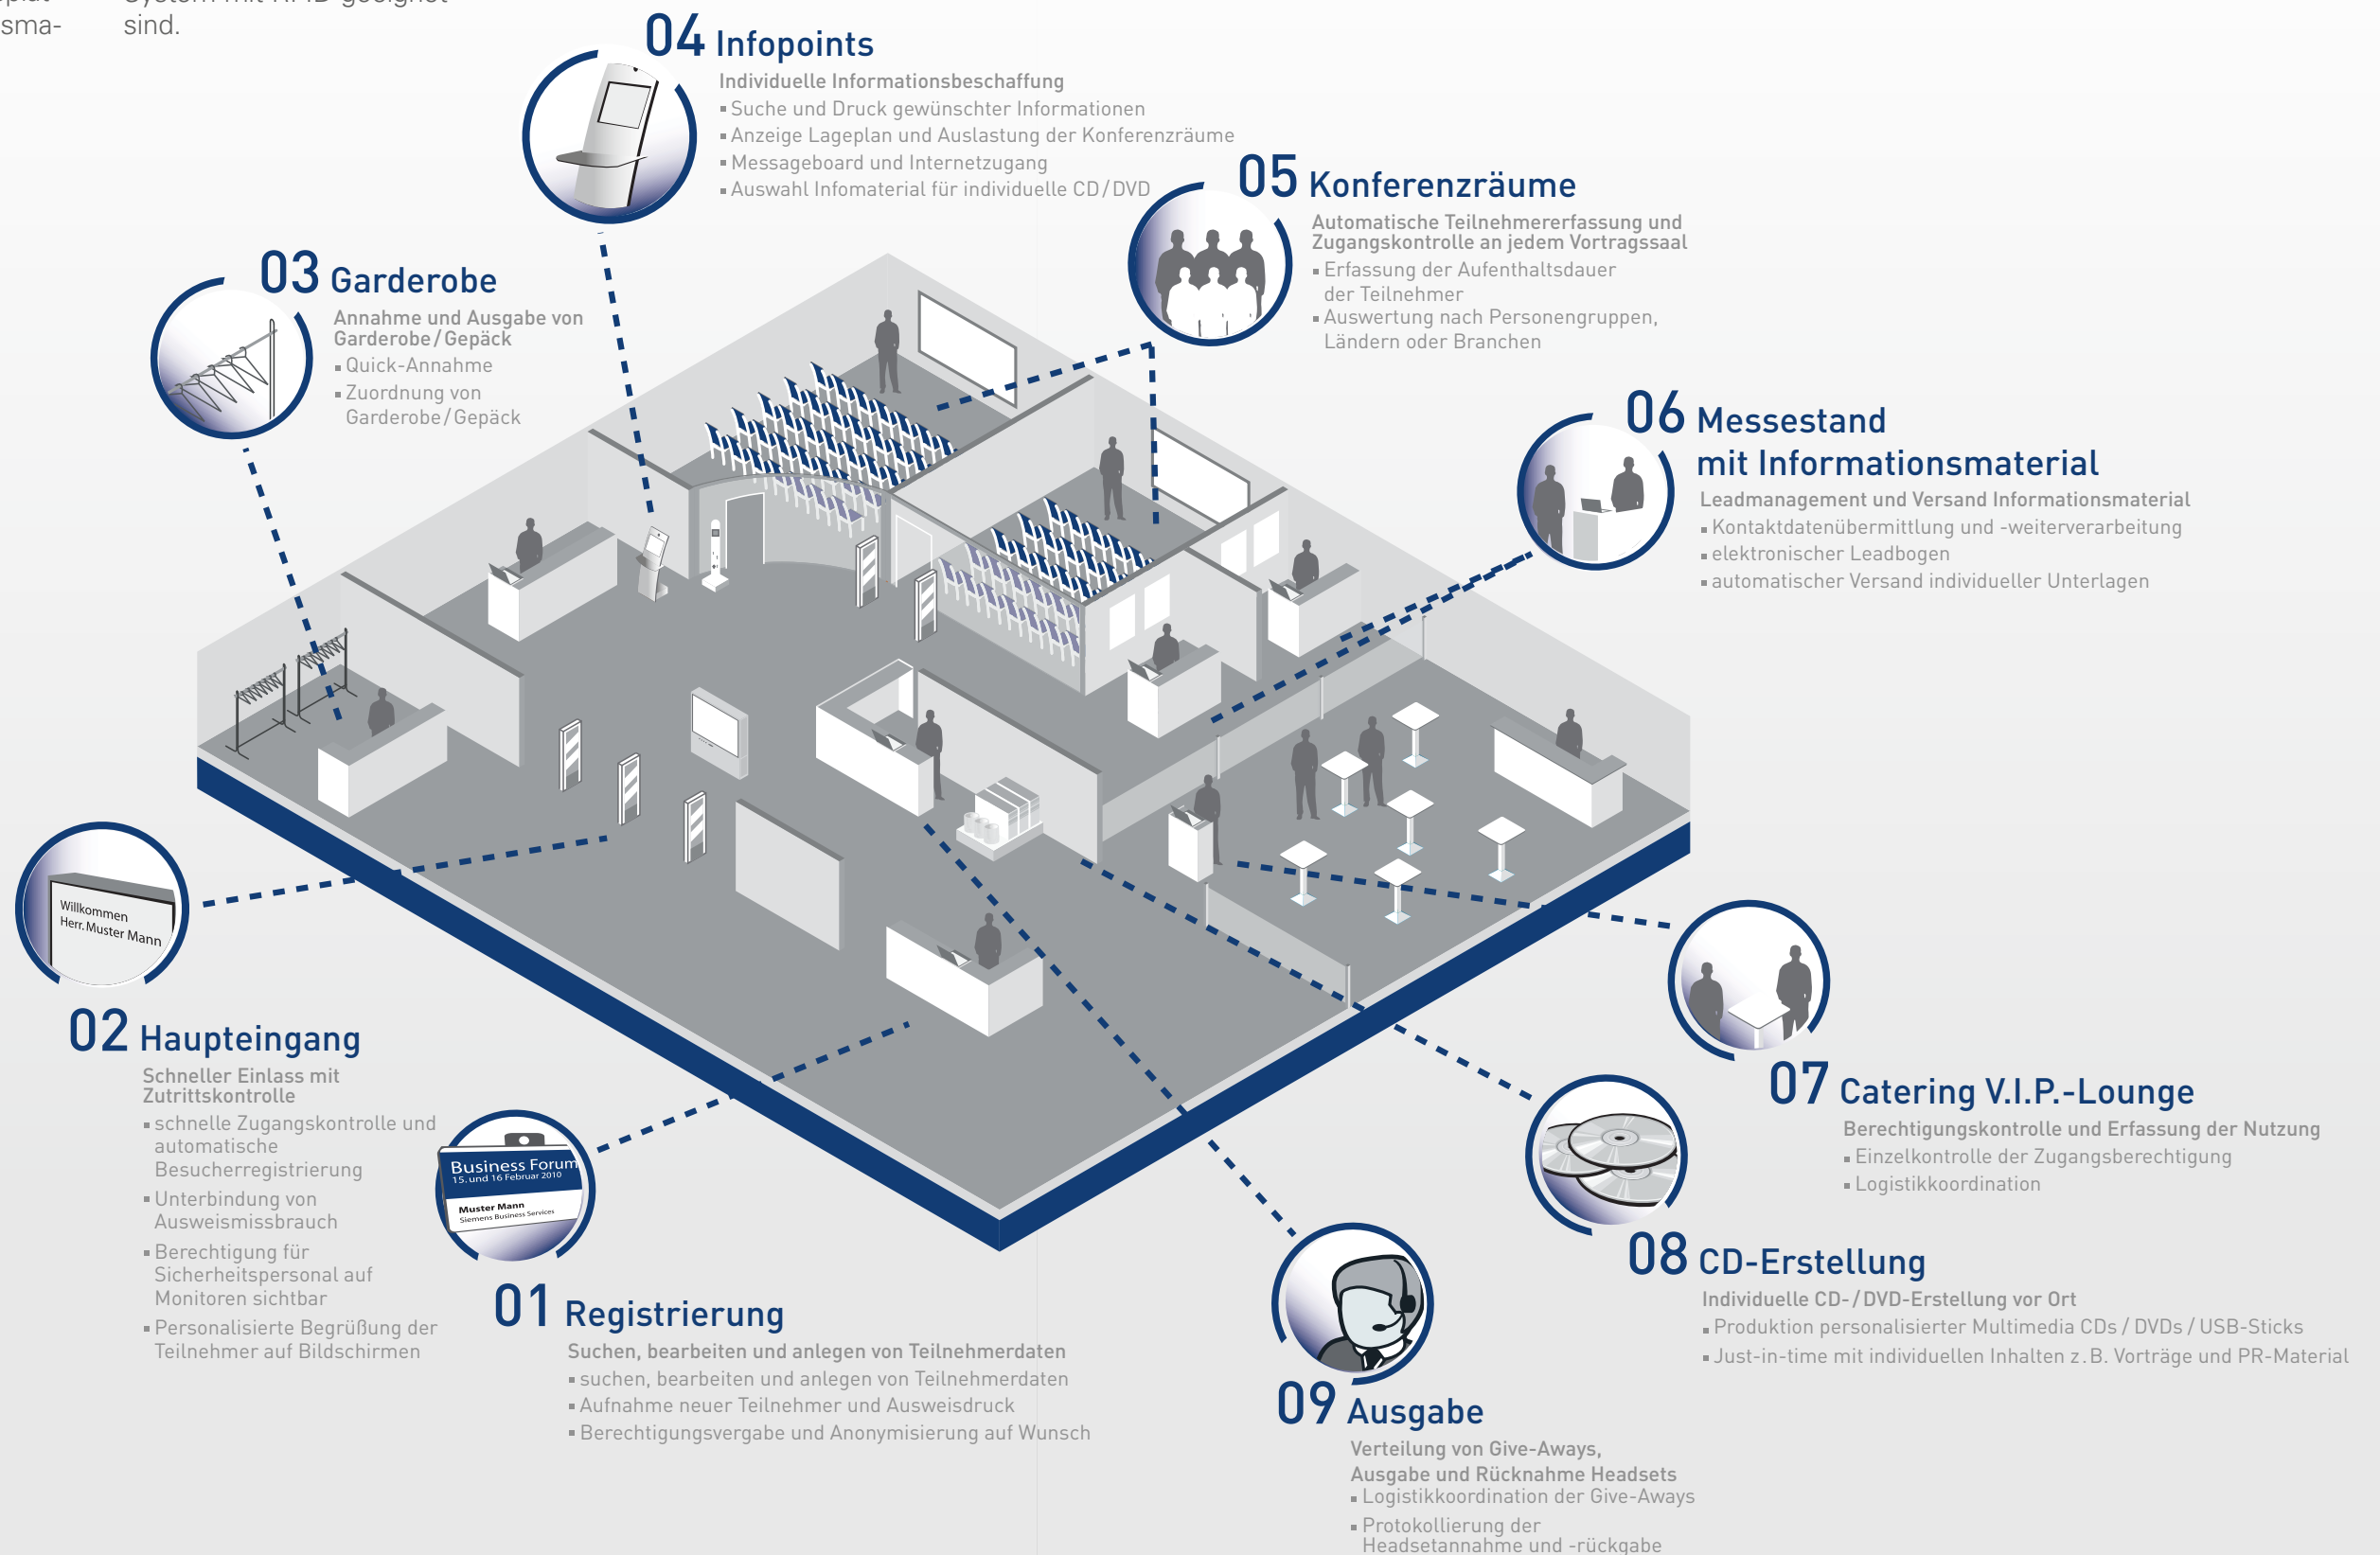 sma-
sind.
04 Infopoints
Individuelle Informationsbeschaffung
▪ Suche und Druck gewünschter Informationen
▪ Anzeige Lageplan und Auslastung der Konferenzräume
▪ Messageboard und Internetzugang
▪ Auswahl Infomaterial für individuelle CD/DVD
05 Konferenzräume
Automatische Teilnehmererfassung und
Zugangskontrolle an jedem Vortragssaal
▪ Erfassung der Aufenthaltsdauer
der Teilnehmer
▪ Auswertung nach Personengruppen,
Ländern oder Branchen
03 Garderobe
Annahme und Ausgabe von
Garderobe/Gepäck
▪ Quick-Annahme
▪ Zuordnung von
Garderobe/Gepäck
06 Messestand
mit Informationsmaterial
Leadmanagement und Versand Informationsmaterial
▪ Kontaktdatenübermittlung und -weiterverarbeitung
▪ elektronischer Leadbogen
▪ automatischer Versand individueller Unterlagen
Willkommen
Herr. Muster Mann
02 Haupteingang
Schneller Einlass mit
Zutrittskontrolle
▪ schnelle Zugangskontrolle und
automatische
Besucherregistrierung
▪ Unterbindung von
Ausweismissbrauch
▪ Berechtigung für
Sicherheitspersonal auf
Monitoren sichtbar
▪ Personalisierte Begrüßung der
Teilnehmer auf Bildschirmen
Business Forum
15. und 16 Februar 2010
Muster Mann
Siemens Business Services
01 Registrierung
Suchen, bearbeiten und anlegen von Teilnehmerdaten
▪ suchen, bearbeiten und anlegen von Teilnehmerdaten
▪ Aufnahme neuer Teilnehmer und Ausweisdruck
▪ Berechtigungsvergabe und Anonymisierung auf Wunsch
07 Catering V.I.P.-Lounge
Berechtigungskontrolle und Erfassung der Nutzung
▪ Einzelkontrolle der Zugangsberechtigung
▪ Logistikkoordination
08 CD-Erstellung
Individuelle CD-/DVD-Erstellung vor Ort
▪ Produktion personalisierter Multimedia CDs / DVDs / USB-Sticks
▪ Just-in-time mit individuellen Inhalten z.B. Vorträge und PR-Material
09 Ausgabe
Verteilung von Give-Aways,
Ausgabe und Rücknahme Headsets
▪ Logistikkoordination der Give-Aways
▪ Protokollierung der
Headsetannahme und -rückgabe